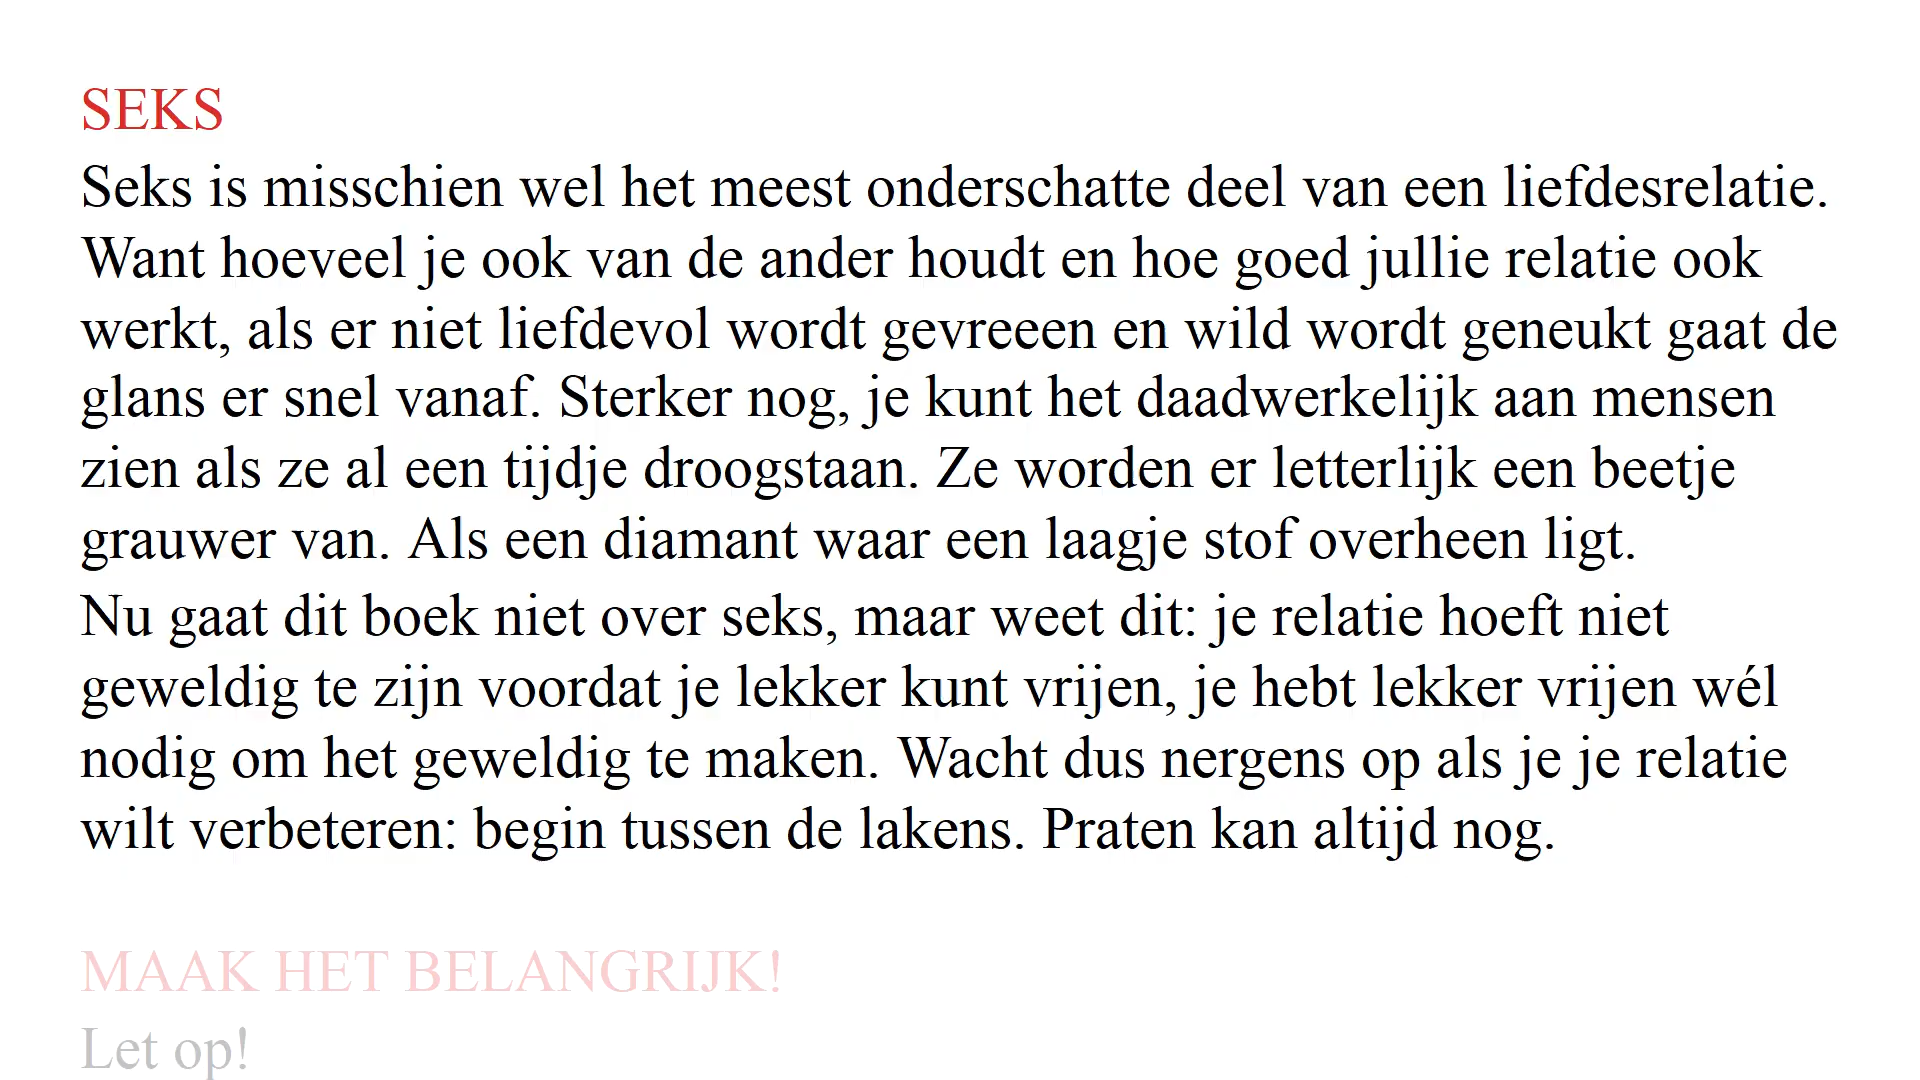 SEKS
Seks is misschien wel het meest onderschatte deel van een liefdesrelatie.
Want hoeveel je ook van de ander houdt en hoe goed jullie relatie ook
werkt, als er niet liefdevol wordt gevreeen en wild wordt geneukt gaat de
glans er snel vanaf. Sterker nog, je kunt het daadwerkelijk aan mensen
zien als ze al een tijdje droogstaan. Ze worden er letterlijk een beetje
grauwer van. Als een diamant waar een laagje stof overheen ligt.
Nu gaat dit boek niet over seks, maar weet dit: je relatie hoeft niet
geweldig te zijn voordat je lekker kunt vrijen, je hebt lekker vrijen wél
nodig om het geweldig te maken. Wacht dus nergens op als je je relatie
wilt verbeteren: begin tussen de lakens. Praten kan altijd nog.
MAAK HET BELANGRIJK!
Let op!